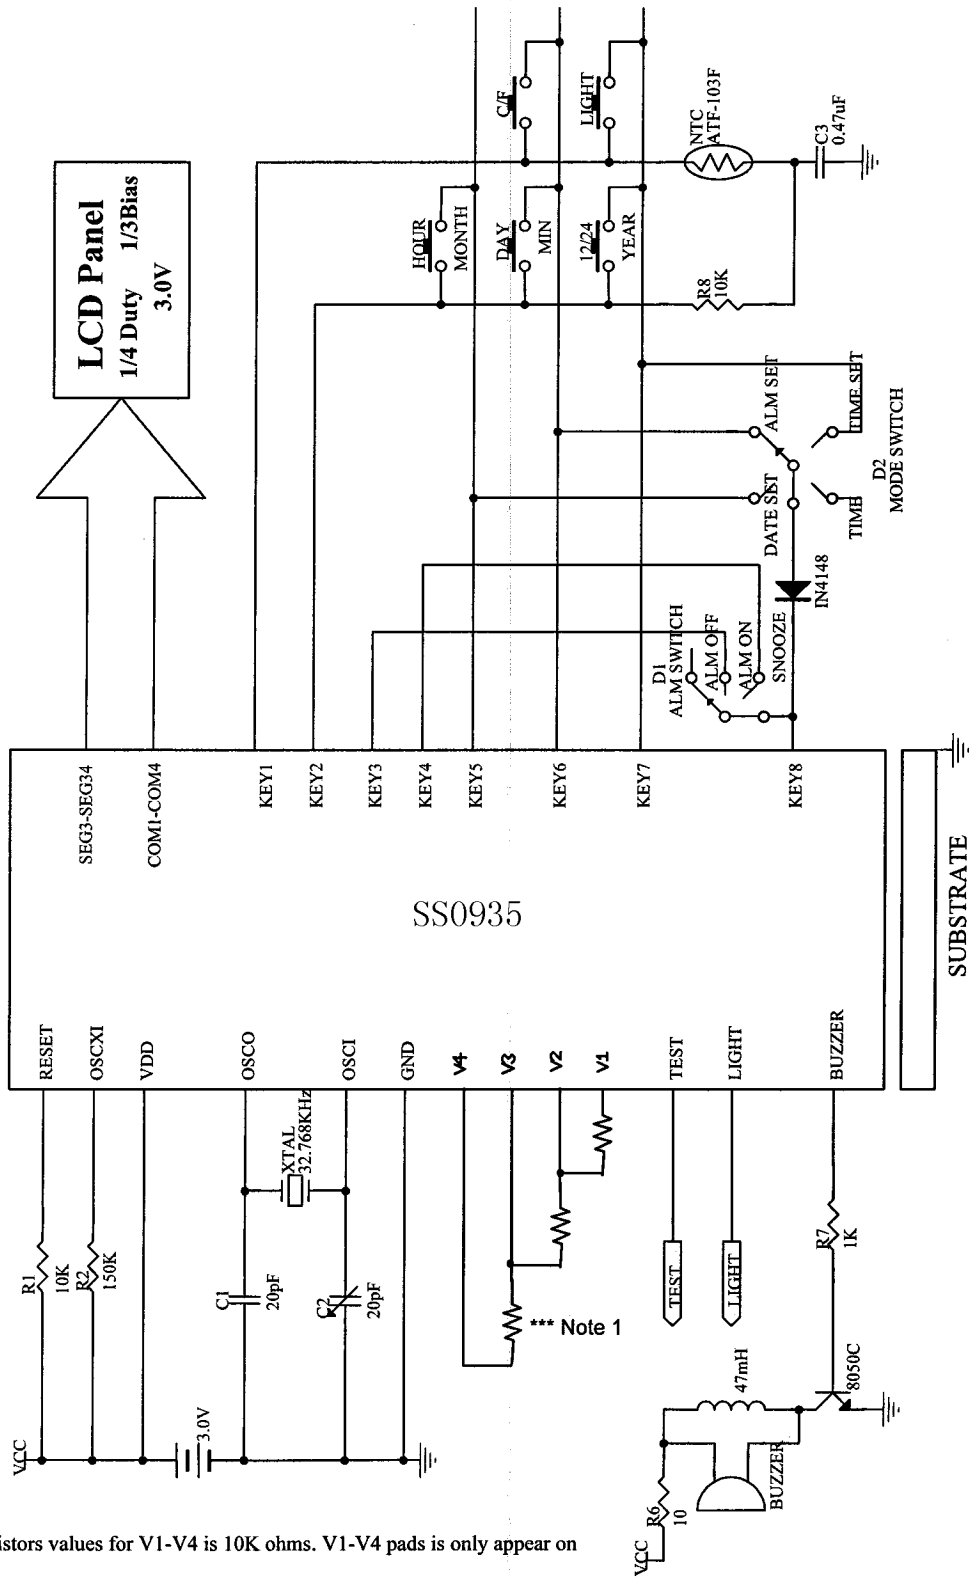 LCD Panel
1/4 Duty 1/3Bias
3.0V
SEG3-SEG34
COM1-COM4
KEY1
KEY2
KEY3
KEY4
KEY5
KEY6
KEY7
KEY8
SS0935
SUBSTRATE
RESET
OSCXI
VDD
OSCO
OSCI
GND
V4
V3
V2
V1
TEST
LIGHT
BUZZER
C/F
LIGHT
NTC
ATF-103F
C3
0.47uF
HOUR
MONTH
DAY
MIN
12/24
YEAR
R8
10K
ALM SET
TIME SET
DATE SET
TIME
D2
MODE SWITCH
D1
ALM SWITCH
ALM OFF
ALM ON
SNOOZE
IN4148
XTAL
32.768KHz
R1
10K
R2
150K
C1
20pF
C2
20pF
*** Note 1
VCC
3.0V
TEST
LIGHT
R7
1K
8050C
47mH
BUZZER
R6
10
VCC
istors values for V1-V4 is 10K ohms. V1-V4 pads is only appear on